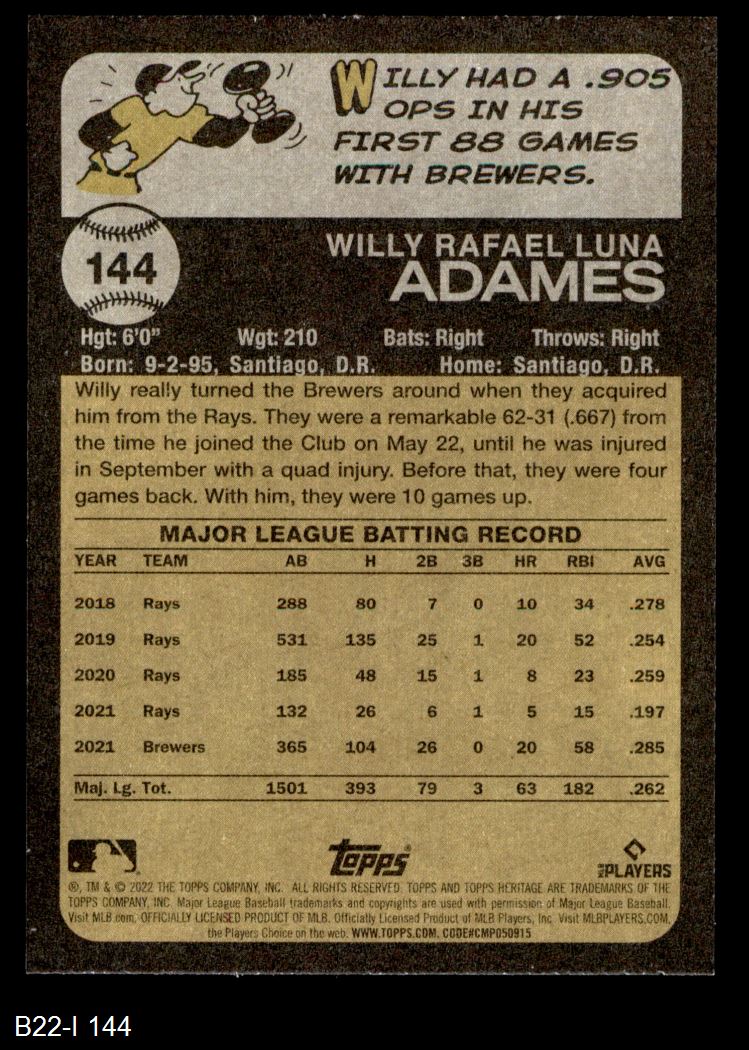 WILLY HAD A .905
OPS IN HIS
FIRST 88 GAMES
WITH BREWERS.
144
WILLY RAFAEL LUNA
ADAMES
Hgt: 6'0" Wgt: 210 Bats: Right Throws: Right
Born: 9-2-95, Santiago, D.R. Home: Santiago, D.R.
Willy really turned the Brewers around when they acquired
him from the Rays. They were a remarkable 62-31 (.667) from
the time he joined the Club on May 22, until he was injured
in September with a quad injury. Before that, they were four
games back. With him, they were 10 games up.
MAJOR LEAGUE BATTING RECORD
YEAR TEAM AB H 2B 3B HR RBI AVG
2018 Rays 288 80 7 0 10 34 .278
2019 Rays 531 135 25 1 20 52 .254
2020 Rays 185 48 15 1 8 23 .259
2021 Rays 132 26 6 1 5 15 .197
2021 Brewers 365 104 26 0 20 58 .285
Maj. Lg. Tot. 1501 393 79 3 63 182 .262
Topps®
PLAYERS
®, TM & © 2022 THE TOPPS COMPANY, INC. ALL RIGHTS RESERVED. TOPPS AND TOPPS HERITAGE ARE TRADEMARKS OF THE
TOPPS COMPANY, INC. Major League Baseball trademarks and copyrights are used with permission of Major League Baseball.
Visit MLB.com. OFFICIALLY LICENSED PRODUCT OF MLB. Officially Licensed Product of MLB Players, Inc. Visit MLBPLAYERS.COM,
the Players Choice on the web. WWW.TOPPS.COM. CODE#CMP050915
B22-I 144